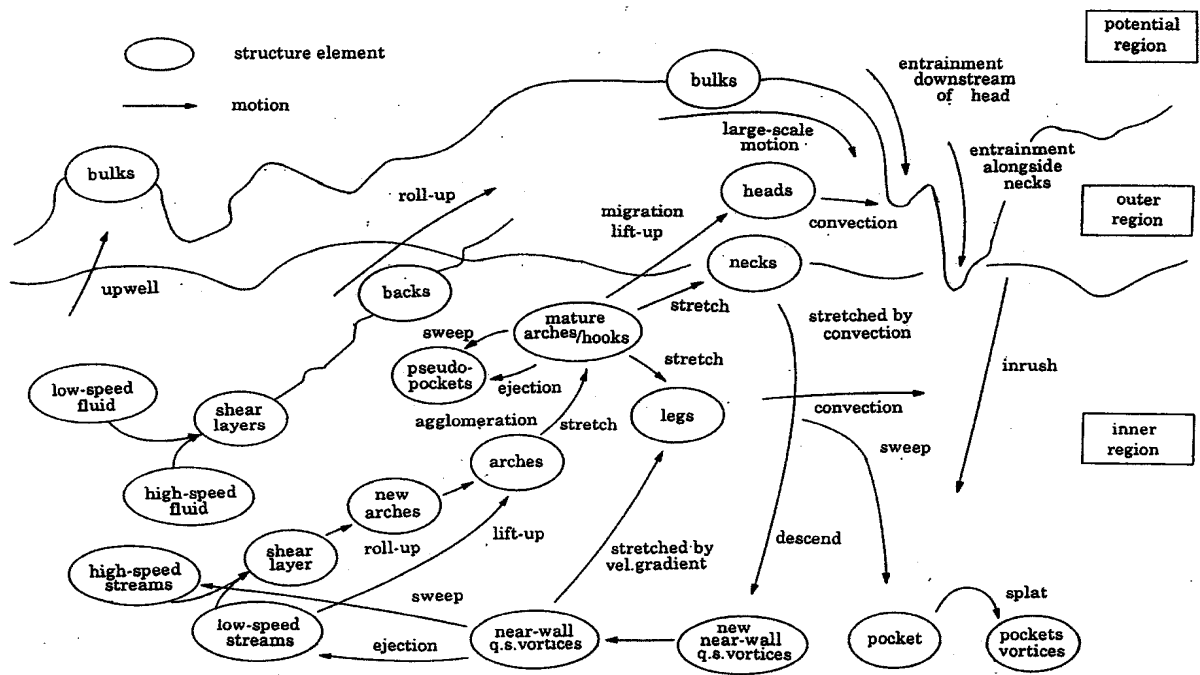 potential
region
structure element
motion
bulks
entrainment
downstream
of head
large-scale
motion
bulks
entrainment
alongside
necks
heads
roll-up
migration
lift-up
convection
outer
region
upwell
backs
necks
stretch
stretched by
convection
sweep
mature
arches/hooks
pseudo-
pockets
ejection
stretch
inrush
low-speed
fluid
shear
layers
agglomeration
stretch
legs
convection
sweep
inner
region
arches
high-speed
fluid
new
arches
roll-up
lift-up
stretched by
vel.gradient
descend
shear
layer
high-speed
streams
sweep
splat
low-speed
streams
ejection
near-wall
q.s.vortices
new
near-wall
q.s.vortices
pocket
pockets
vortices